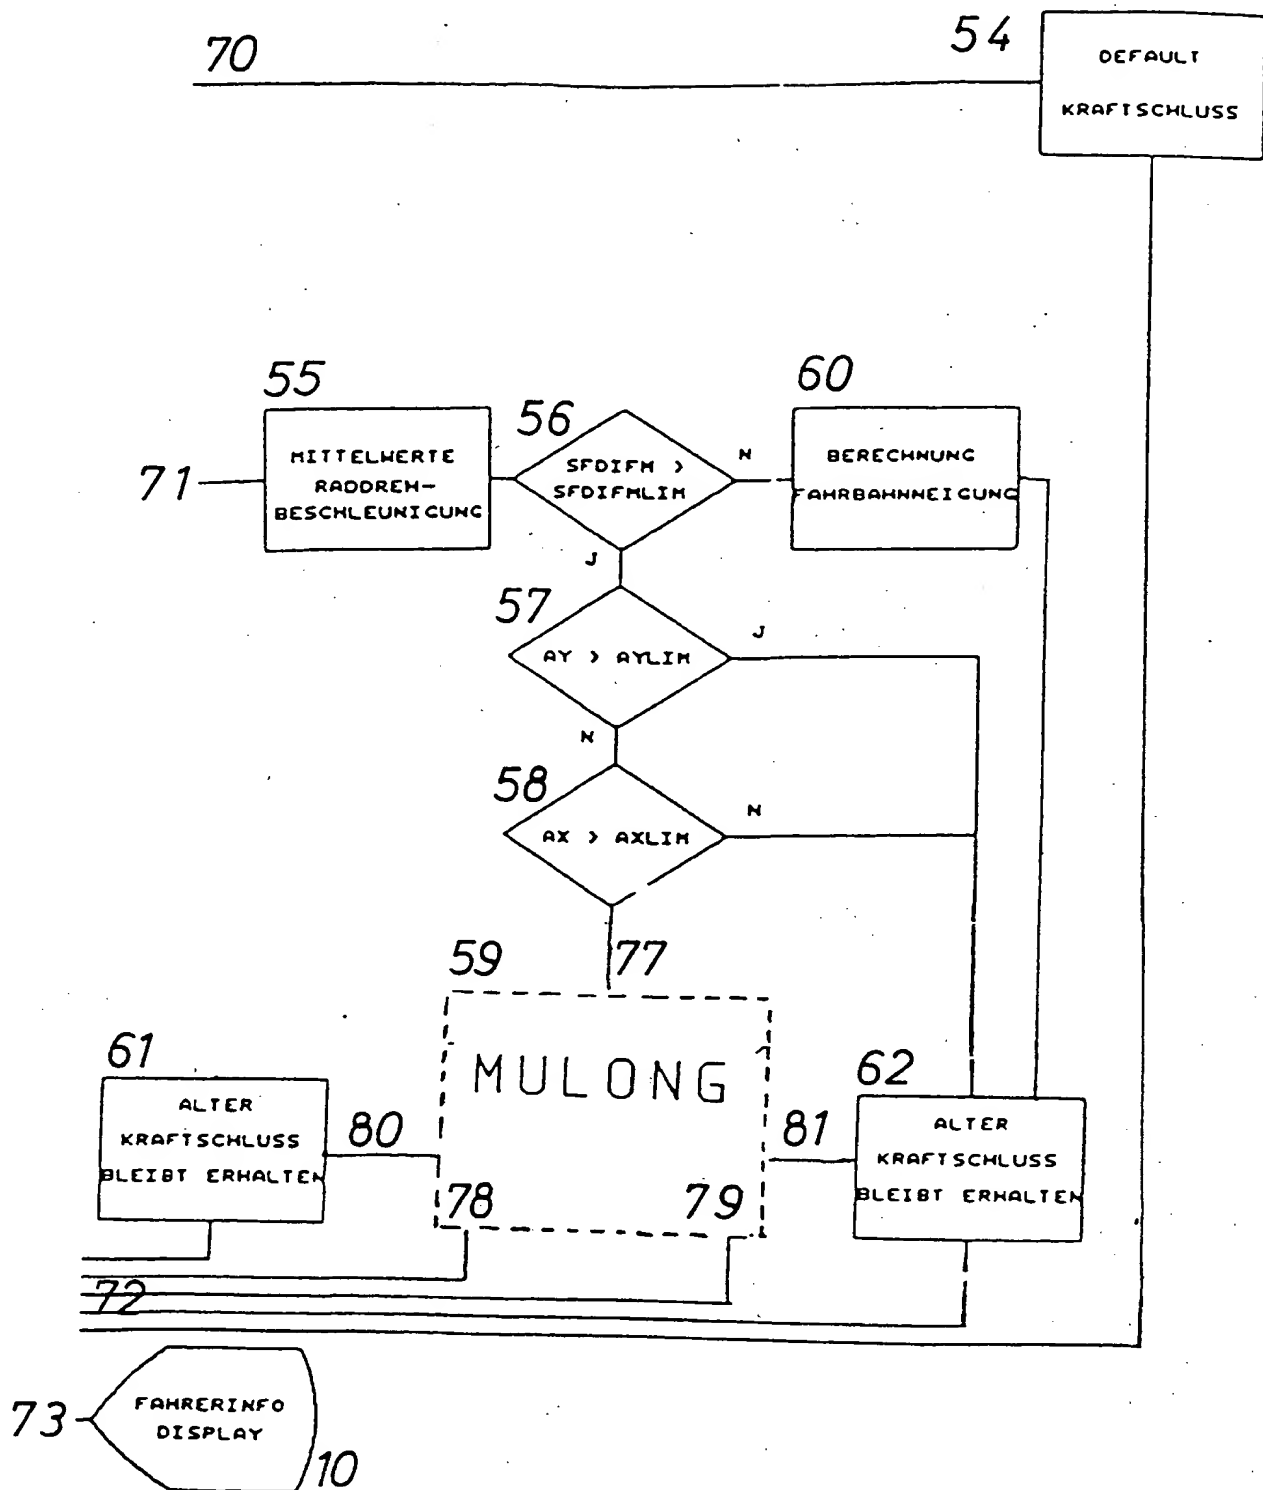 70
54
DEFAULT
KRAFTSCHLUSS
55
56
60
71
MITTELWERTE
RADDREH-
BESCHLEUNIGUNG
SFDIFM >
SFDIFMLIM
N
BERECHNUNG
FAHRBAHNNEIGUNG
J
57
AY > AYLIM
J
N
58
AX > AXLIM
N
59
77
MULONG
61
ALTER
KRAFTSCHLUSS
BLEIBT ERHALTEN
80
62
81
ALTER
KRAFTSCHLUSS
BLEIBT ERHALTEN
78
79
72
73
FAHRERINFO
DISPLAY
10